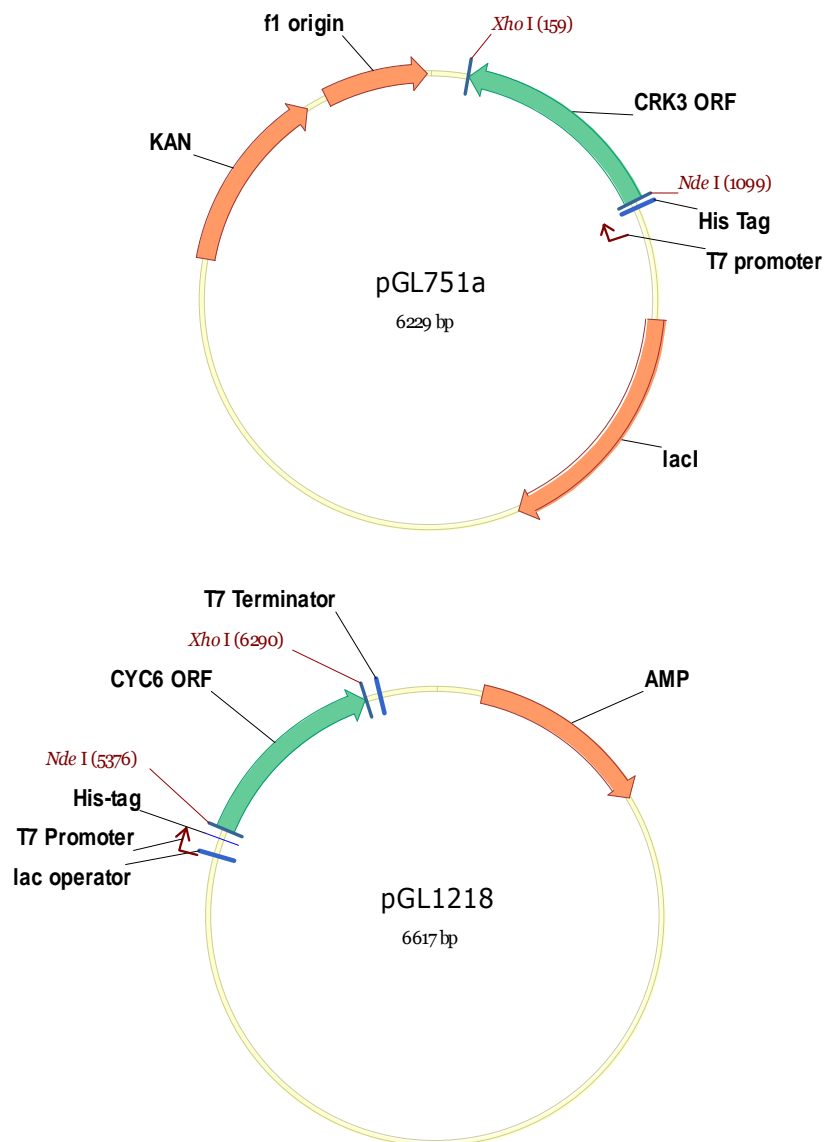 f1 origin
Xho I (159)
CRK3 ORF
KAN
Nde I (1099)
His Tag
T7 promoter
pGL751a
6229 bp
lacI
T7 Terminator
Xho I (6290)
CYC6 ORF
AMP
Nde I (5376)
His-tag
T7 Promoter
lac operator
pGL1218
6617 bp